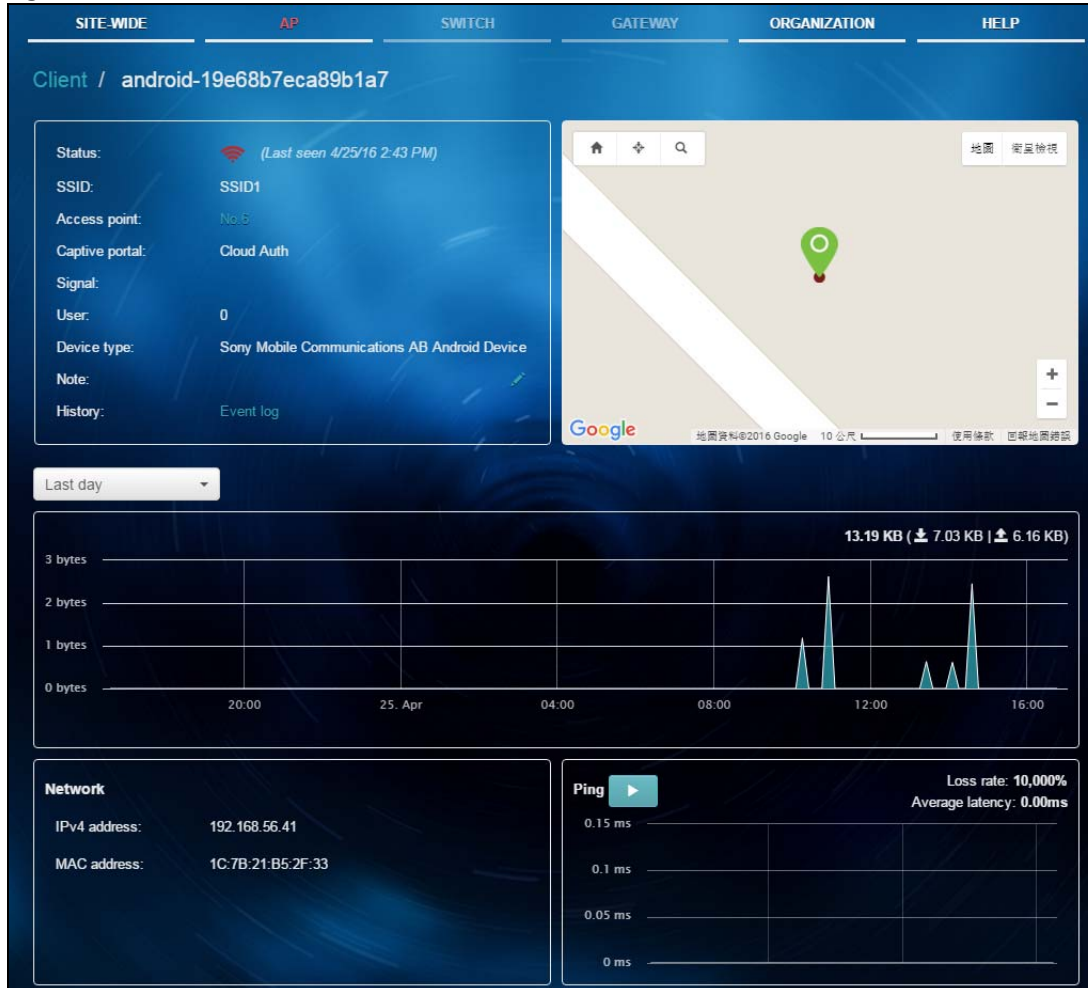 SITE-WIDE AP SWITCH GATEWAY ORGANIZATION HELP
Client / android-19e68b7eca89b1a7
Status: (Last seen 4/25/16 2:43 PM)
SSID: SSID1
Access point: No.6
Captive portal: Cloud Auth
Signal:
User: 0
Device type: Sony Mobile Communications AB Android Device
Note:
History: Event log
地圖 衛星檢視
+
−
Google 地圖資料©2016 Google 10 公尺 使用條款 回報地圖錯誤
Last day
13.19 KB ( 7.03 KB | 6.16 KB)
3 bytes
2 bytes
1 bytes
0 bytes
20:00 25. Apr 04:00 08:00 12:00 16:00
Network
IPv4 address: 192.168.56.41
MAC address: 1C:7B:21:B5:2F:33
Ping
Loss rate: 10,000%
Average latency: 0.00ms
0.15 ms
0.1 ms
0.05 ms
0 ms